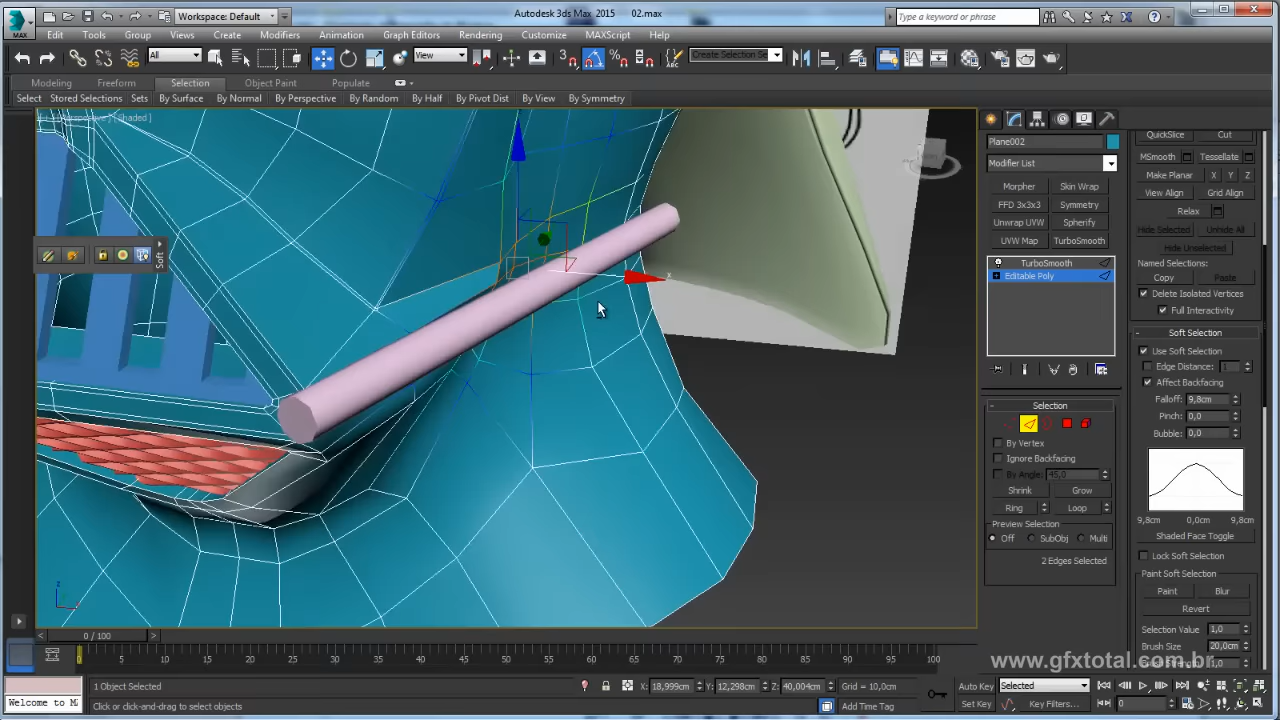 Workspace: Default
Autodesk 3ds Max 2015 02.max
Type a keyword or phrase
MAX
Edit Tools Group Views Create Modifiers Animation Graph Editors Rendering Customize MAXScript Help
All View Create Selection Se
Modeling Freeform Selection Object Paint Populate
Select Stored Selections Sets By Surface By Normal By Perspective By Random By Half By Pivot Dist By View By Symmetry
Plane002
Modifier List
Morpher Skin Wrap
FFD 3x3x3 Symmetry
Unwrap UVW Spherify
UVW Map TurboSmooth
TurboSmooth
Editable Poly
Selection
By Vertex
Ignore Backfacing
By Angle: 45,0
Shrink Grow
Ring Loop
Preview Selection
Off SubObj Multi
2 Edges Selected
QuickSlice Cut
MSmooth Tessellate
Make Planar X Y Z
View Align Grid Align
Relax
Hide Selected Unhide All
Hide Unselected
Named Selections:
Copy Paste
Delete Isolated Vertices
Full Interactivity
Soft Selection
Use Soft Selection
Edge Distance:
Affect Backfacing
Falloff: 9,8cm
Pinch: 0,0
Bubble: 0,0
9,8cm 0,0cm 9,8cm
Shaded Face Toggle
Lock Soft Selection
Paint Soft Selection
Paint Blur
Revert
Selection Value 1,0
Brush Size 20,0cm
1,0
Soft
x
z
0 / 100
0 5 10 15 20 25 30 35 40 45 50 55 60 65 70 75 80 85 90 95 100
www.gfxtotal.com.br
1 Object Selected X: 18,999cm Y: 12,298cm Z: 40,004cm Grid = 10,0cm Auto Key Selected
Welcome to M Click or click-and-drag to select objects Add Time Tag Set Key Key Filters... 0